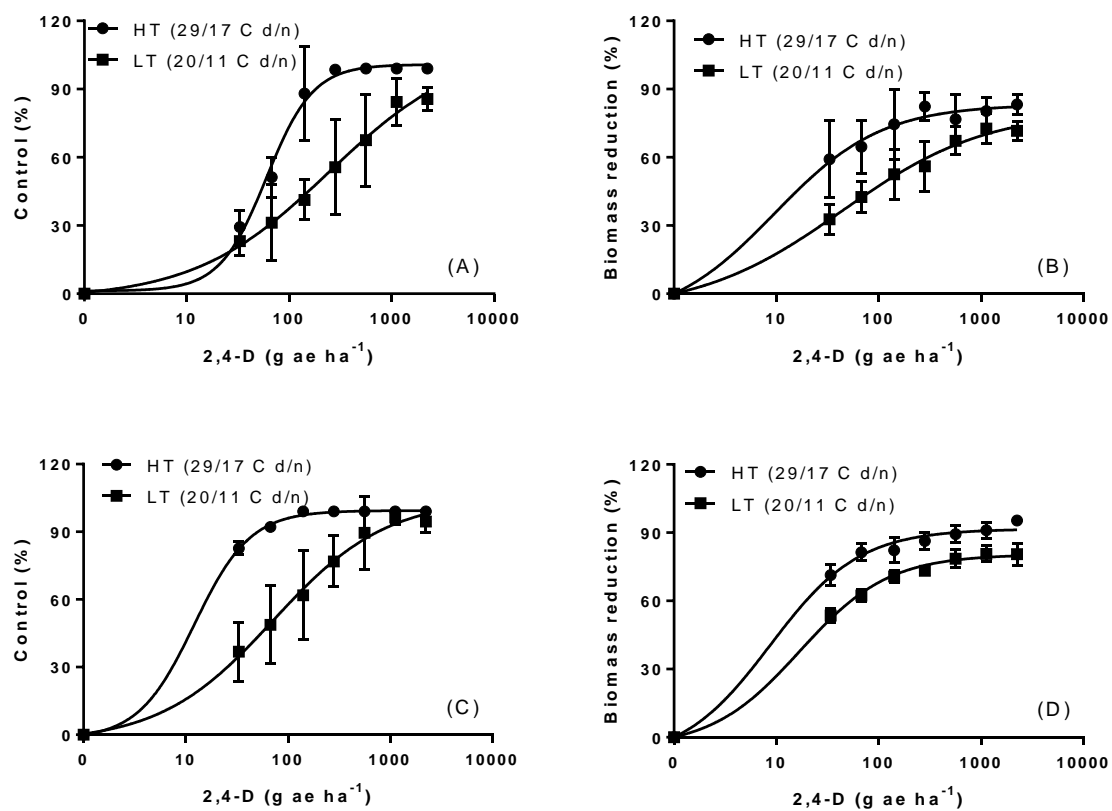 120
90
60
30
0
Control (%)
HT (29/17 C d/n)
LT (20/11 C d/n)
(A)
0 10 100 1000 10000
2,4-D (g ae ha⁻¹)
120
90
60
30
0
Biomass reduction (%)
HT (29/17 C d/n)
LT (20/11 C d/n)
(B)
0 10 100 1000 10000
2,4-D (g ae ha⁻¹)
120
90
60
30
0
Control (%)
HT (29/17 C d/n)
LT (20/11 C d/n)
(C)
0 10 100 1000 10000
2,4-D (g ae ha⁻¹)
120
90
60
30
0
Biomass reduction (%)
HT (29/17 C d/n)
LT (20/11 C d/n)
(D)
0 10 100 1000 10000
2,4-D (g ae ha⁻¹)